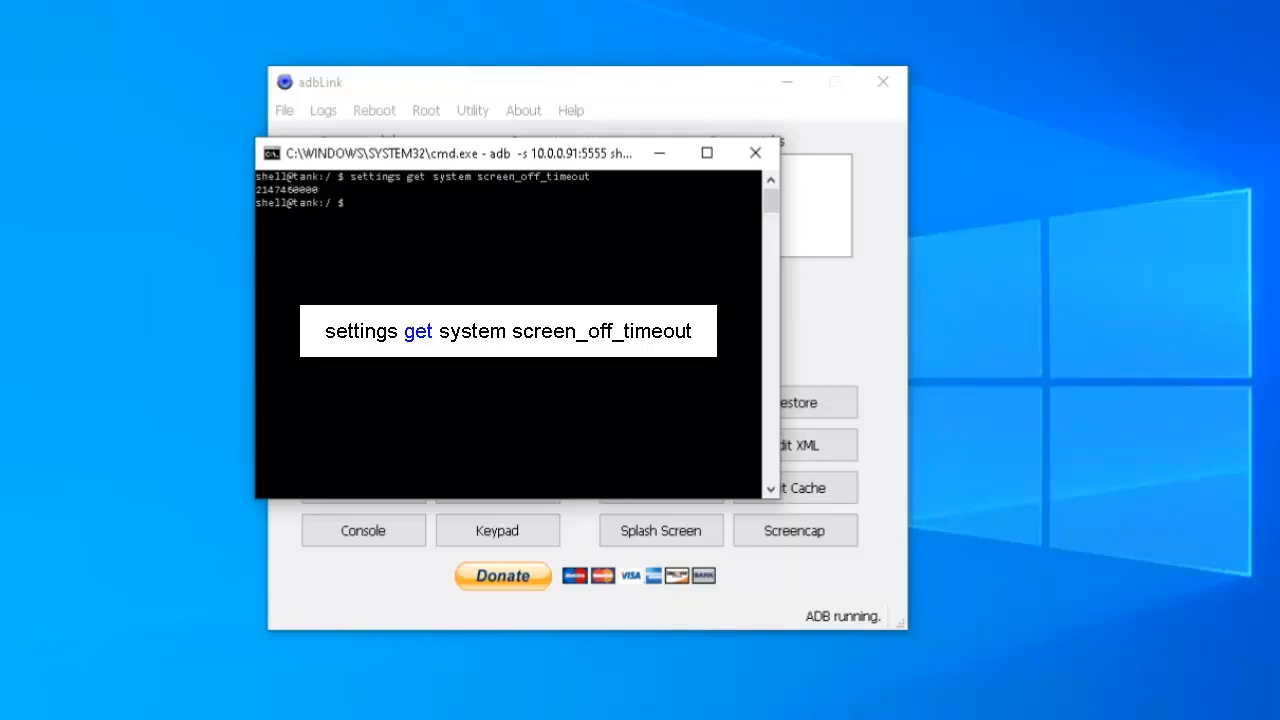 adbLink
File Logs Reboot Root Utility About Help
C:\WINDOWS\SYSTEM32\cmd.exe - adb -s 10.0.0.91:5555 sh...
shell@tank:/ $ settings get system screen_off_timeout
2147460000
shell@tank:/ $
settings get system screen_off_timeout
estore
dit XML
t Cache
Console Keypad Splash Screen Screencap
Donate VISA BANK
ADB running.